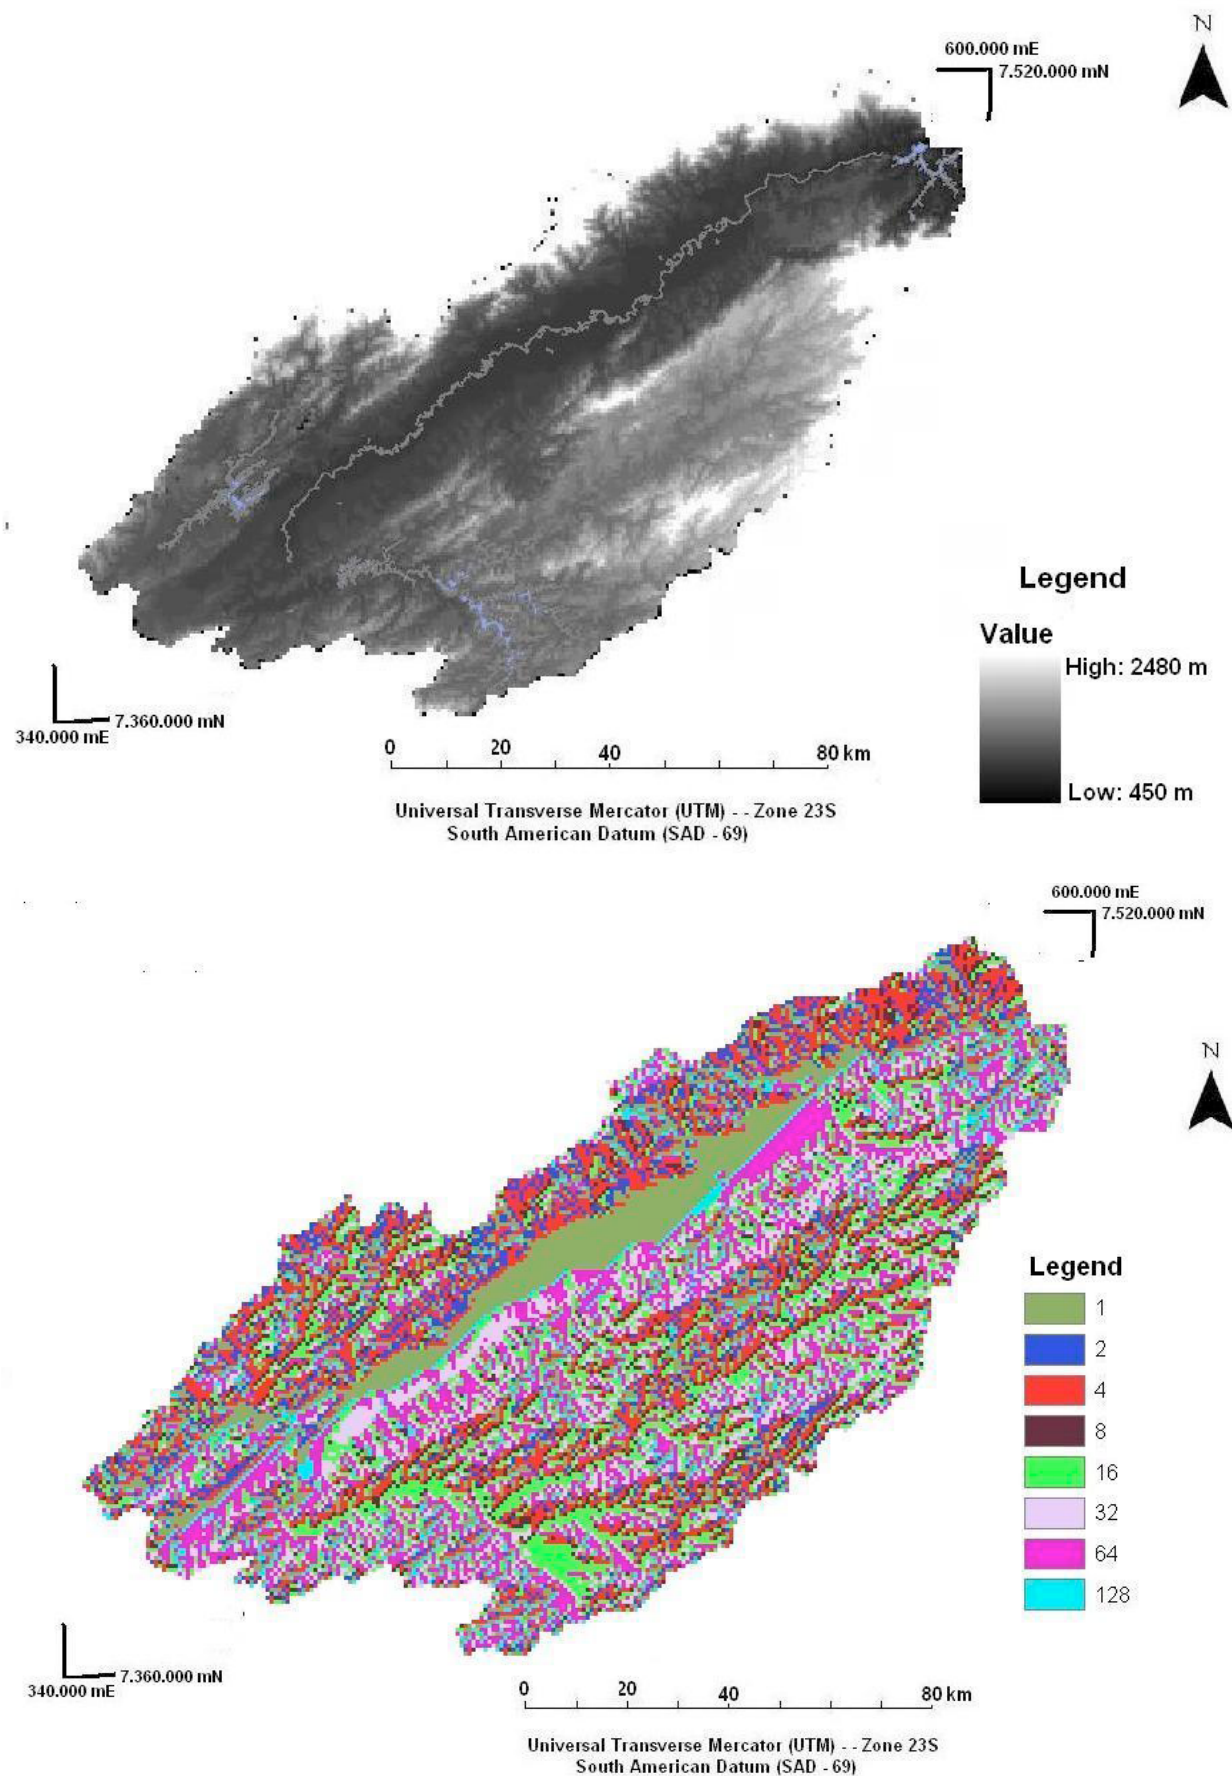 N
600.000 mE
7.520.000 mN
Legend
Value
High: 2480 m
Low: 450 m
7.360.000 mN
340.000 mE
0 20 40 80 km
Universal Transverse Mercator (UTM) - - Zone 23S
South American Datum (SAD - 69)
600.000 mE
7.520.000 mN
N
Legend
1
2
4
8
16
32
64
128
7.360.000 mN
340.000 mE
0 20 40 80 km
Universal Transverse Mercator (UTM) - - Zone 23S
South American Datum (SAD - 69)